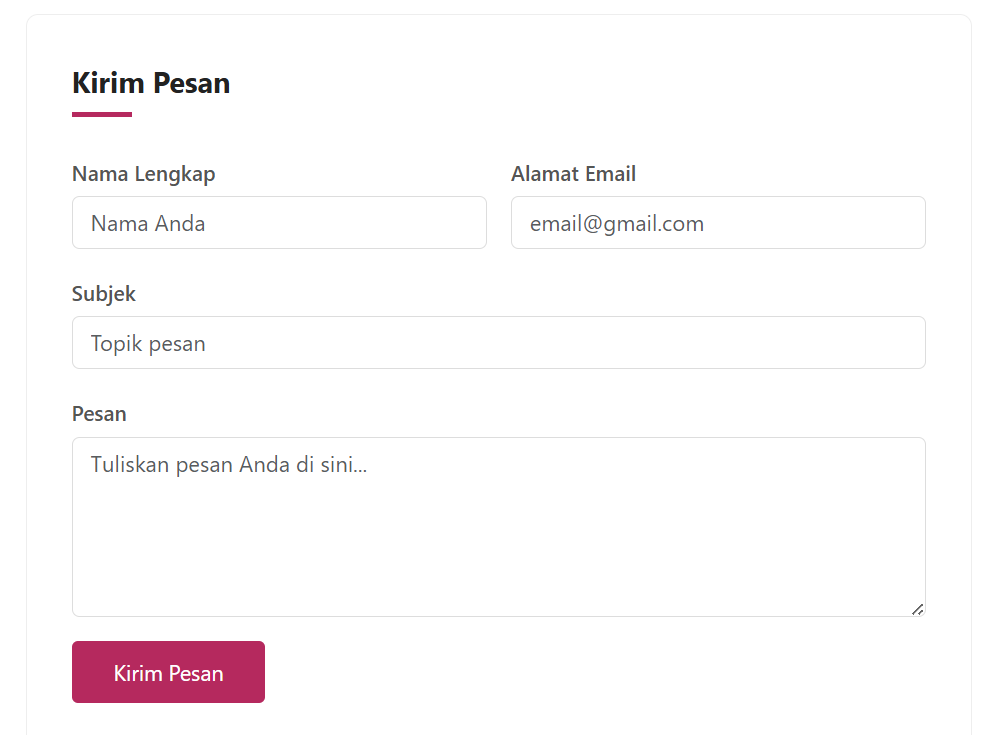 Kirim Pesan
Nama Lengkap
Alamat Email
Nama Anda
email@gmail.com
Subjek
Topik pesan
Pesan
Tuliskan pesan Anda di sini...
Kirim Pesan